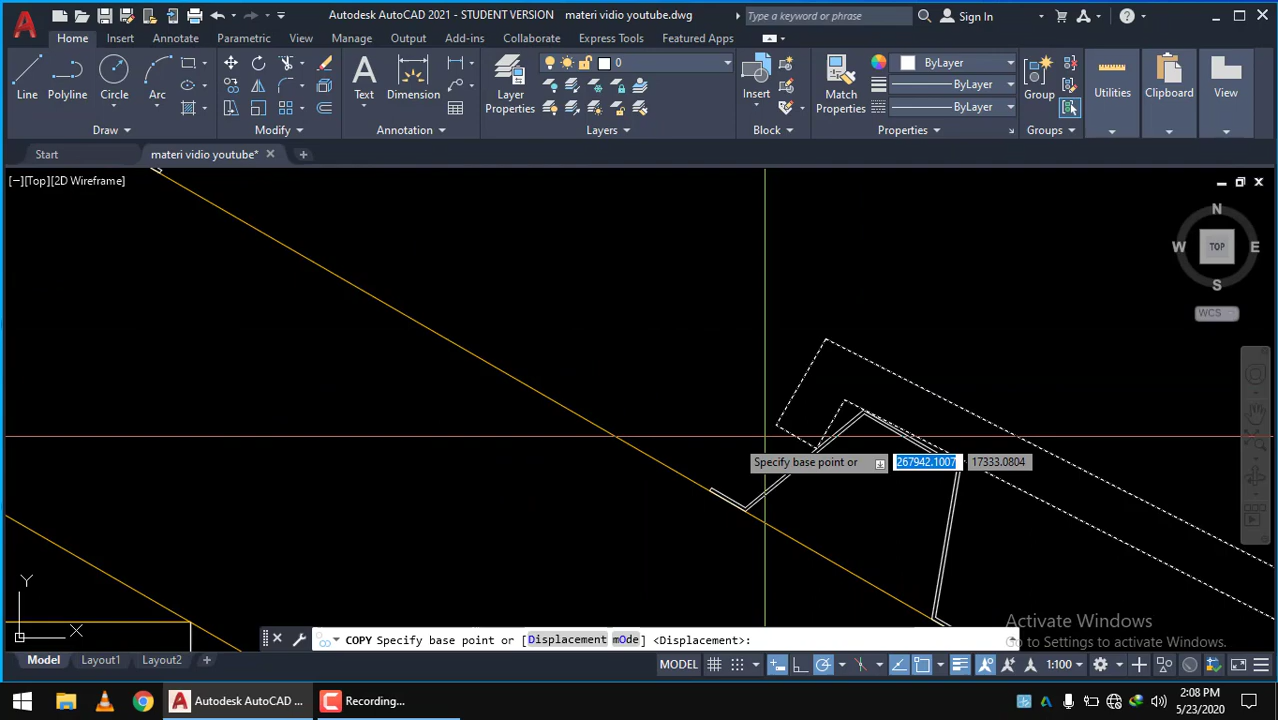 Autodesk AutoCAD 2021 - STUDENT VERSION materi vidio youtube.dwg
Type a keyword or phrase
Sign In
Home Insert Annotate Parametric View Manage Output Add-ins Collaborate Express Tools Featured Apps
Line Polyline Circle Arc
Text Dimension
Layer Properties
0
Insert
Match Properties
ByLayer
ByLayer
ByLayer
Group
Utilities
Clipboard
View
Draw Modify Annotation Layers Block Properties Groups
Start
materi vidio youtube*
[−][Top][2D Wireframe]
N
W TOP E
S
WCS
Specify base point or 267942.1007 17333.0804
Y
X
Activate Windows
Go to Settings to activate Windows.
COPY Specify base point or [Displacement mOde] <Displacement>:
Model Layout1 Layout2
MODEL
1:100
Autodesk AutoCAD ...
Recording...
2:08 PM
5/23/2020